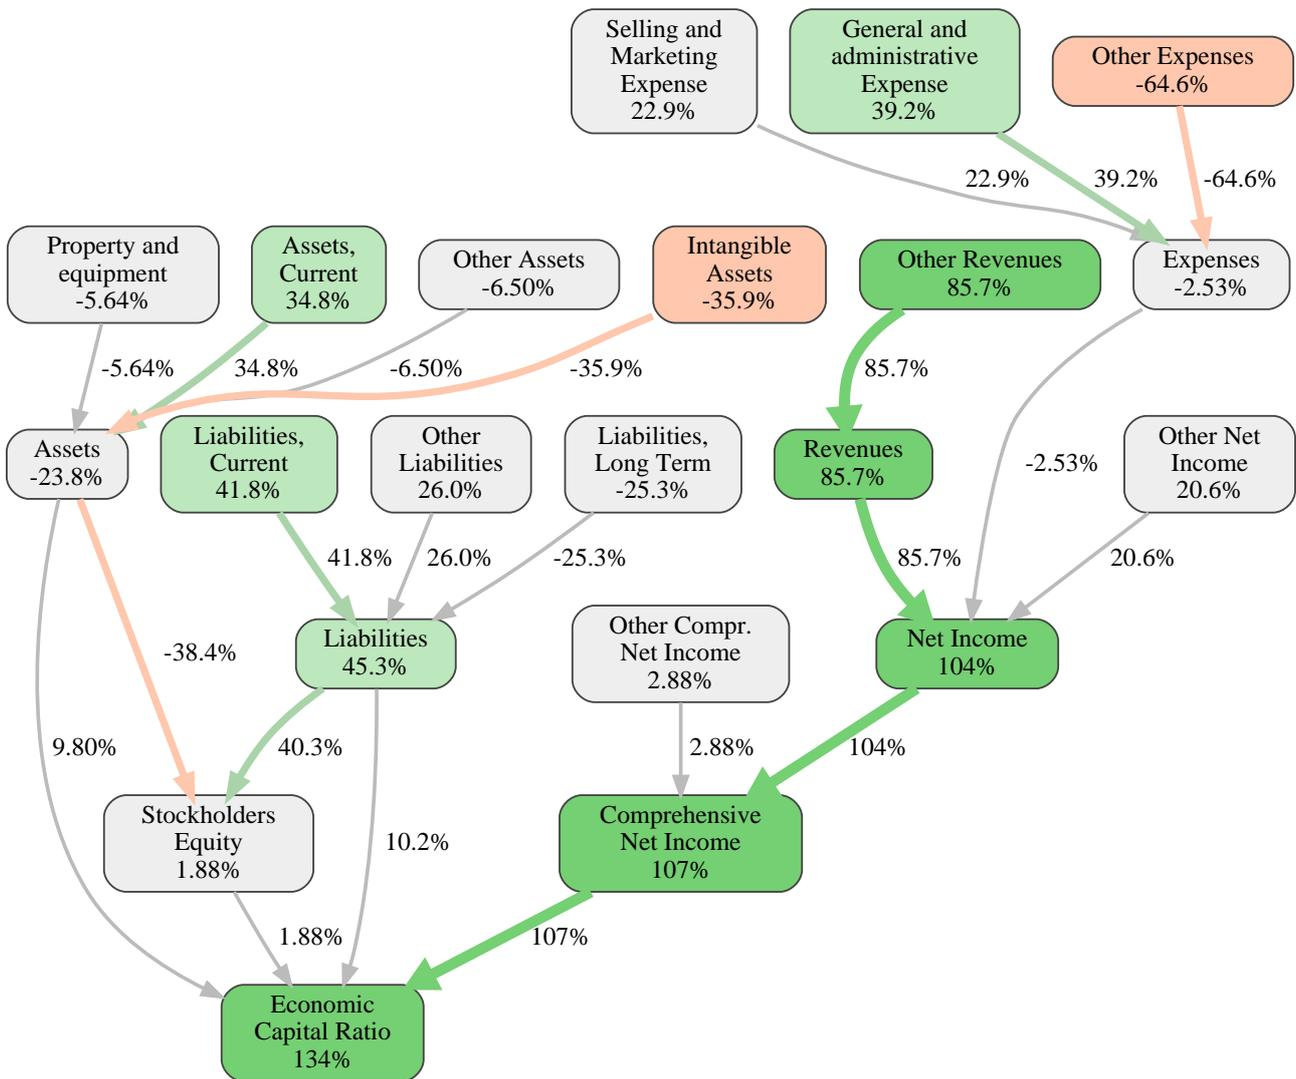 Selling and
Marketing
Expense
22.9%
General and
administrative
Expense
39.2%
Other Expenses
-64.6%
22.9%
39.2%
-64.6%
Property and
equipment
-5.64%
Assets,
Current
34.8%
Other Assets
-6.50%
Intangible
Assets
-35.9%
Other Revenues
85.7%
Expenses
-2.53%
-5.64%
34.8%
-6.50%
-35.9%
85.7%
Assets
-23.8%
Liabilities,
Current
41.8%
Other
Liabilities
26.0%
Liabilities,
Long Term
-25.3%
Revenues
85.7%
-2.53%
Other Net
Income
20.6%
41.8%
26.0%
-25.3%
85.7%
20.6%
-38.4%
Liabilities
45.3%
Other Compr.
Net Income
2.88%
Net Income
104%
9.80%
40.3%
2.88%
104%
Stockholders
Equity
1.88%
10.2%
Comprehensive
Net Income
107%
1.88%
107%
Economic
Capital Ratio
134%